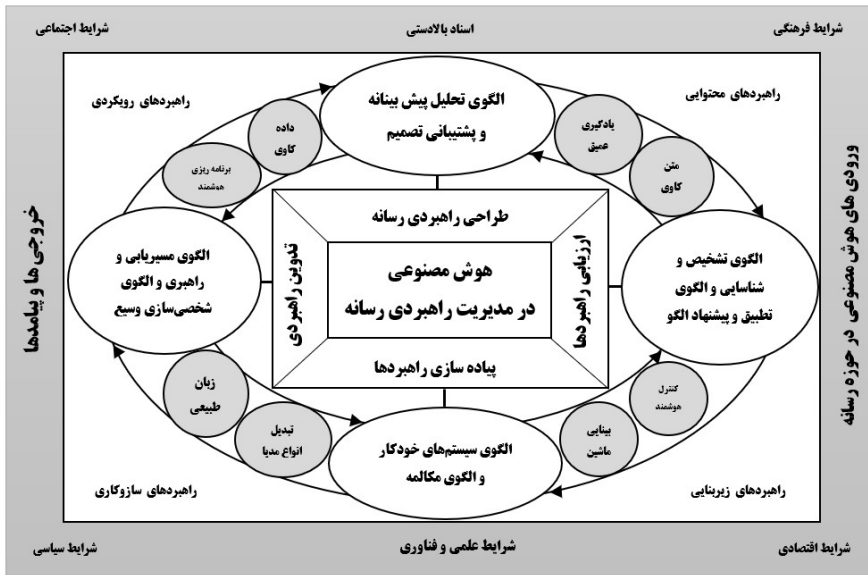 شرایط فرهنگی
اسناد بالادستی
شرایط اجتماعی
ورودی های هوش مصنوعی در حوزه رسانه
راهبردهای محتوایی
راهبردهای رویکردی
الگوی تحلیل پیش بینانه
و پشتیبانی تصمیم
یادگیری
عمیق
متن
کاوی
داده
کاوی
برنامه ریزی
هوشمند
الگوی تشخیص و
شناسایی و الگوی
تطبیق و پیشنهاد الگو
ارزیابی راهبردها
طراحی راهبردی رسانه
هوش مصنوعی
در مدیریت راهبردی رسانه
تدوین راهبردی
پیاده سازی راهبردها
الگوی مسیریابی و
راهبری و الگوی
شخصی‌سازی وسیع
کنترل
هوشمند
بینایی
ماشین
الگوی سیستم‌های خودکار
و الگوی مکالمه
زبان
طبیعی
تبدیل
انواع مدیا
راهبردهای زیربنایی
راهبردهای سازوکاری
خروجی ها و پیامدها
شرایط اقتصادی
شرایط علمی و فناوری
شرایط سیاسی